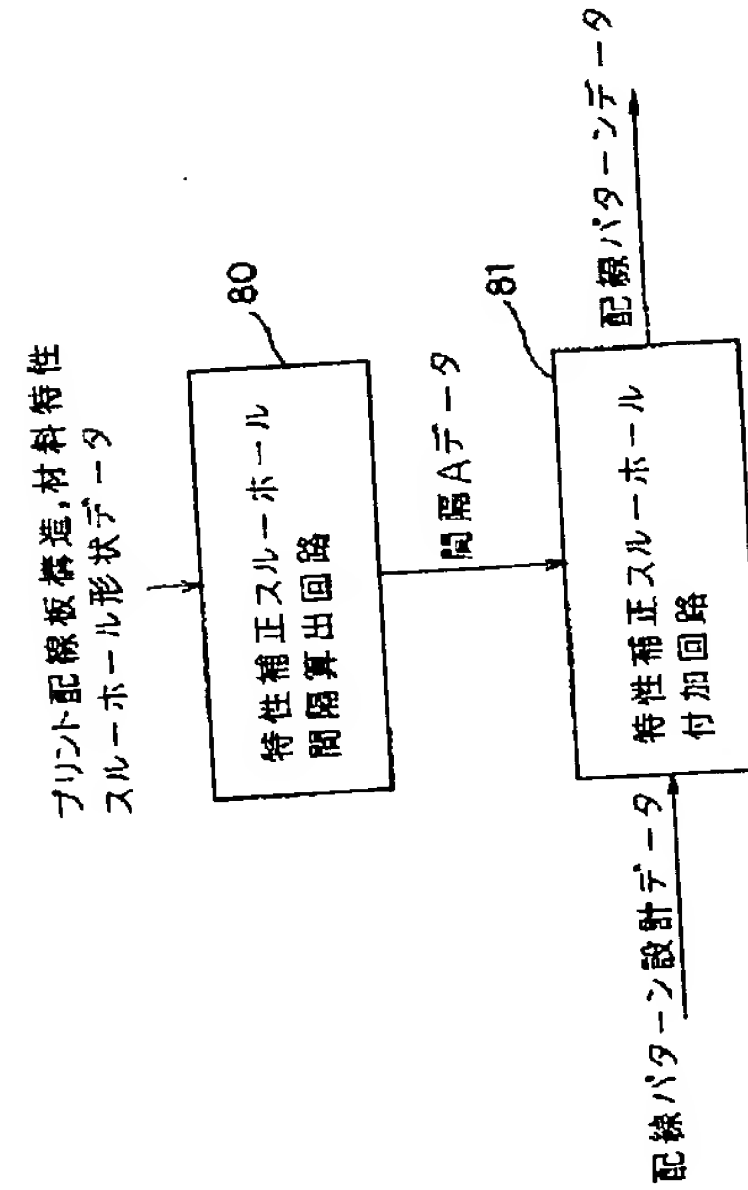 プリント配線板構造,材料特性
スルーホール形状データ
80
特性補正スルーホール
間隔算出回路
間隔Aデータ
81
特性補正スルーホール
付加回路
配線パターン設計データ
配線パターンデータ